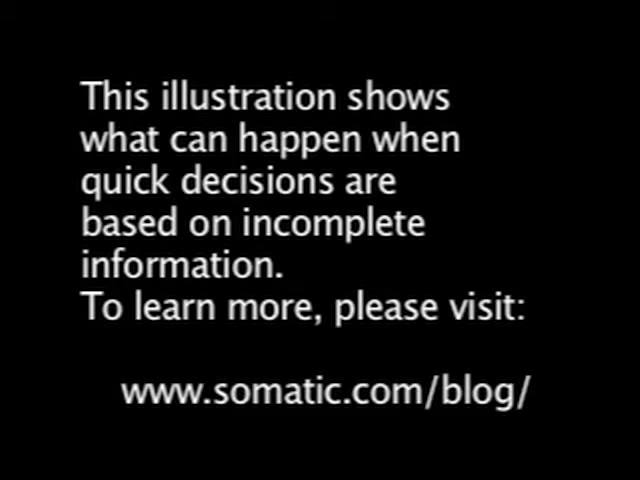 This illustration shows
what can happen when
quick decisions are
based on incomplete
information.
To learn more, please visit:
www.somatic.com/blog/